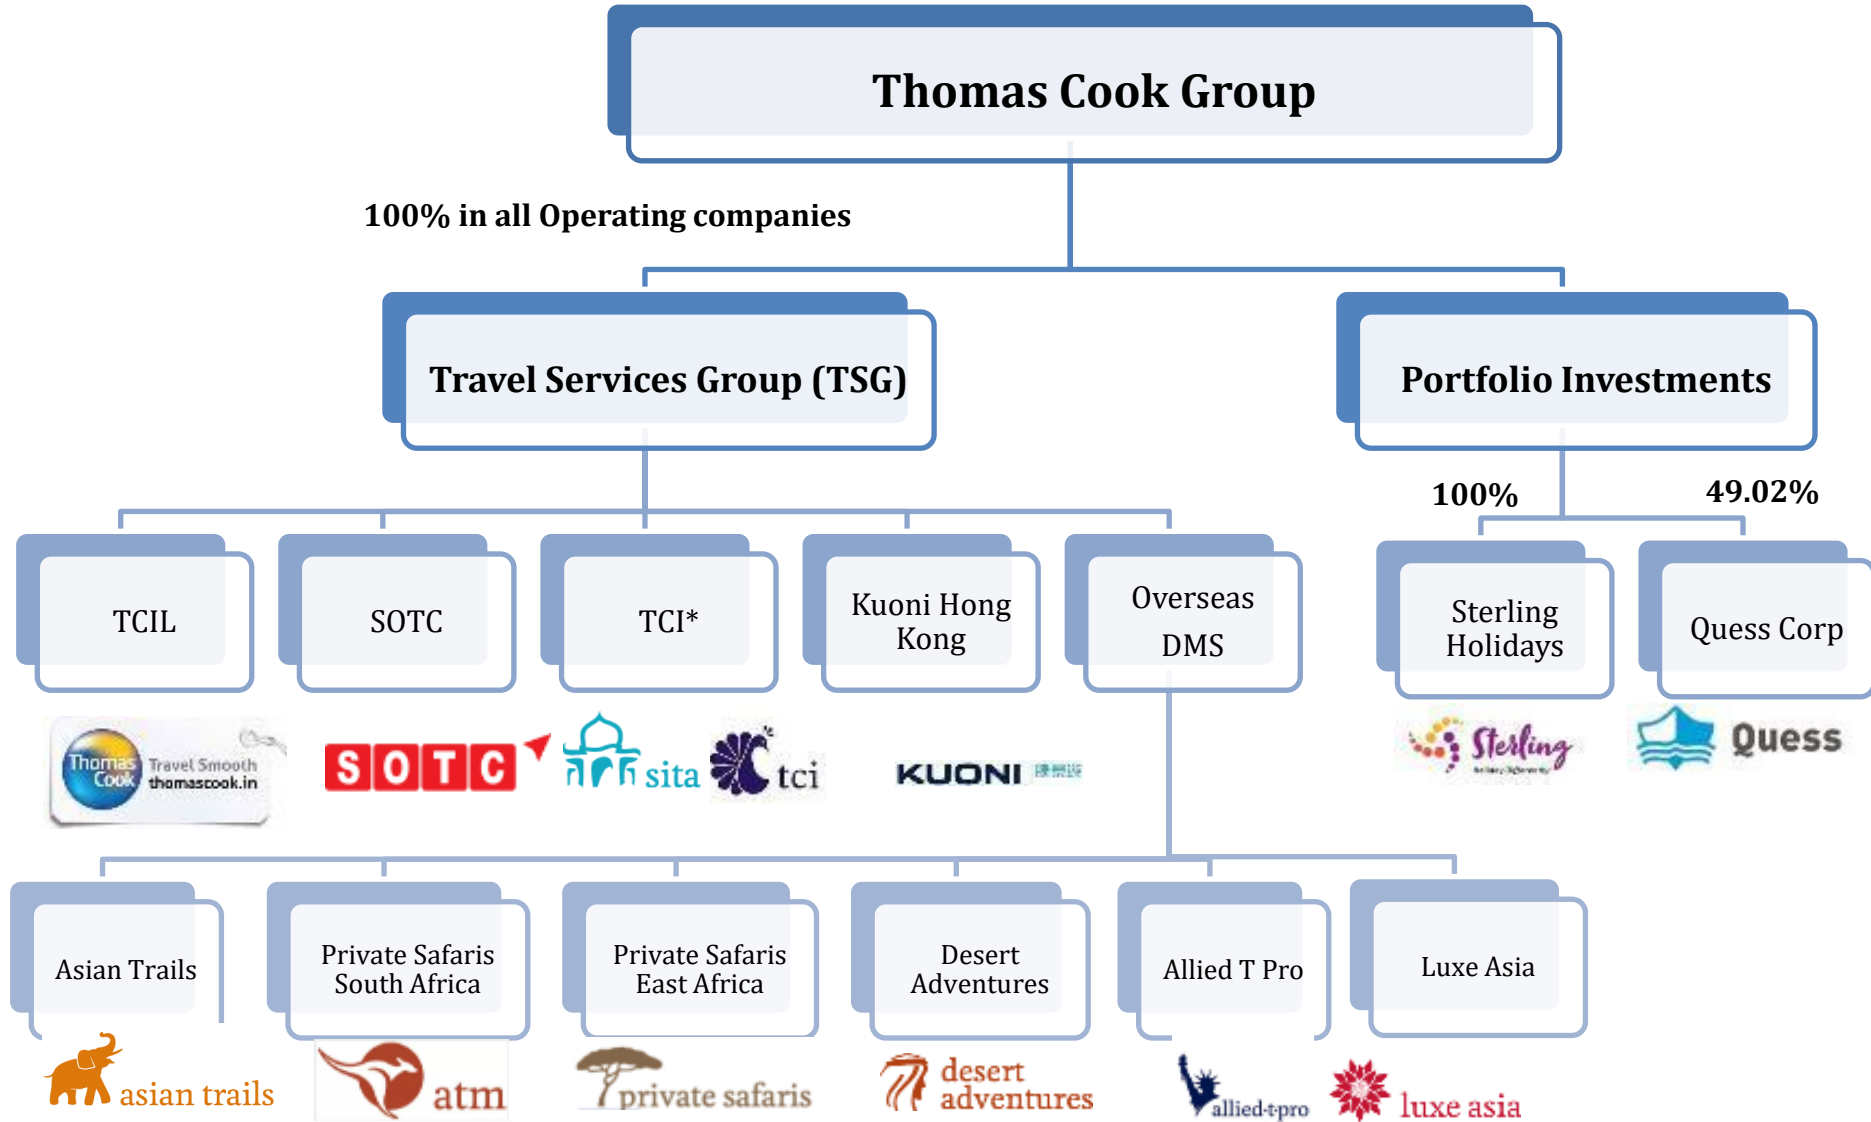 Thomas Cook Group
100% in all Operating companies
Travel Services Group (TSG)
Portfolio Investments
100%
49.02%
TCIL
SOTC
TCI*
Kuoni Hong
Kong
Overseas
DMS
Sterling
Holidays
Quess Corp
Thomas
Cook
Travel Smooth
thomascook.in
SOTC
sita
tci
KUONI
Sterling
Quess
Asian Trails
Private Safaris
South Africa
Private Safaris
East Africa
Desert
Adventures
Allied T Pro
Luxe Asia
asian trails
atm
private safaris
desert
adventures
allied-tpro
luxe asia